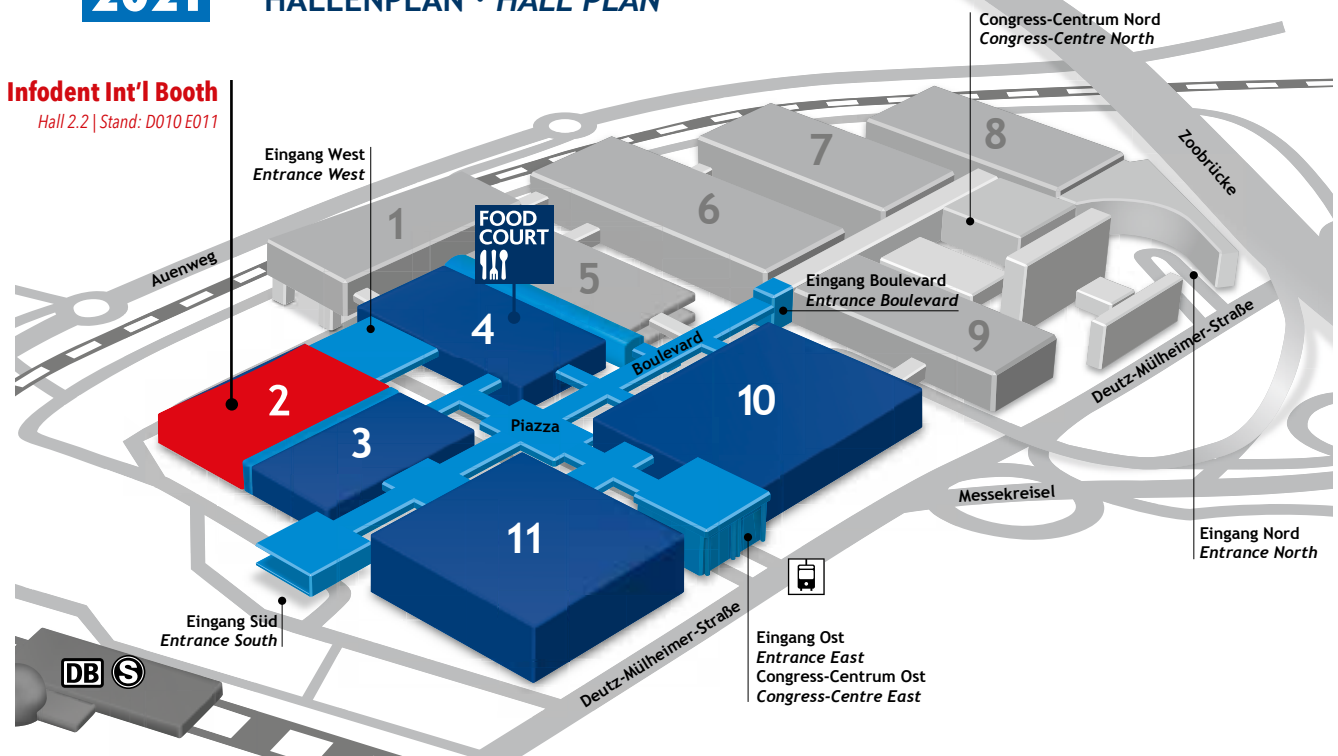 2021
HALLENPLAN · HALL PLAN
Congress-Centrum Nord
Congress-Centre North
Infodent Int'l Booth
Hall 2.2 | Stand: D010 E011
Eingang West
Entrance West
Zoobrücke
8
7
6
1
FOOD
COURT
Auenweg
5
Eingang Boulevard
Entrance Boulevard
4
9
Boulevard
Deutz-Mülheimer-Straße
2
10
3
Piazza
Messekreisel
11
Eingang Nord
Entrance North
Eingang Süd
Entrance South
Deutz-Mülheimer-Straße
Eingang Ost
Entrance East
Congress-Centrum Ost
Congress-Centre East
DB S